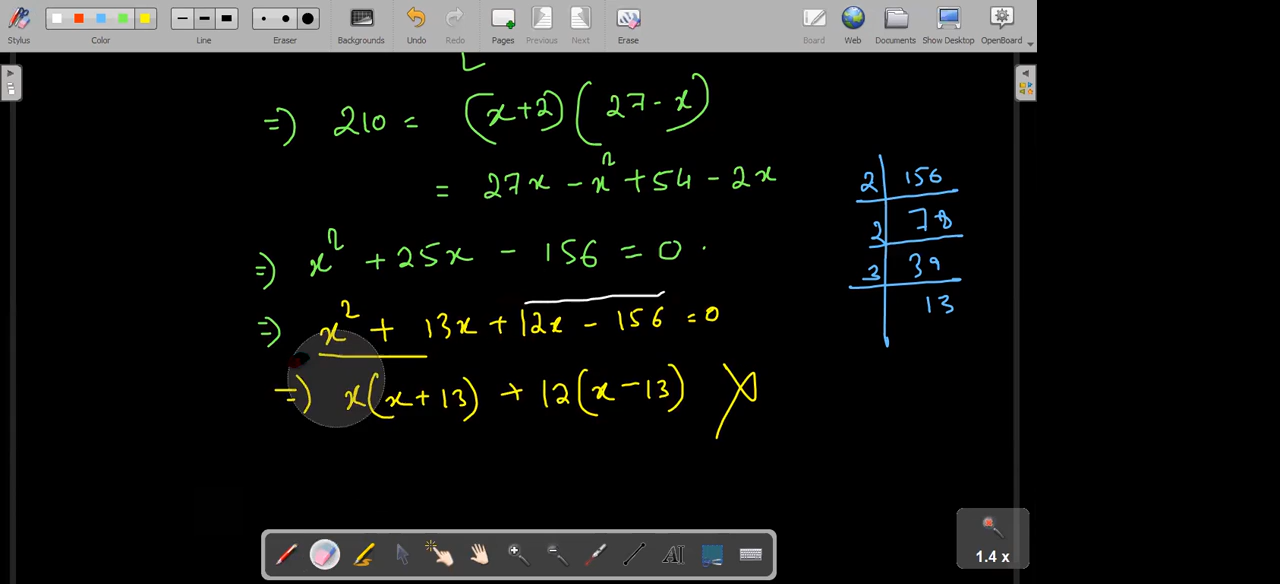 Stylus Color Line Eraser Backgrounds Undo Redo Pages Previous Next Erase Board Web Documents Show Desktop OpenBoard
=) 210 = (x+2)(27-x)
= 27x - x² + 54 - 2x
=) x² + 25x - 156 = 0
=) x² + 13x + 12x - 156 = 0
=) x(x+13) + 12(x-13)
2 156
2 78
3 39
13
1.4 x